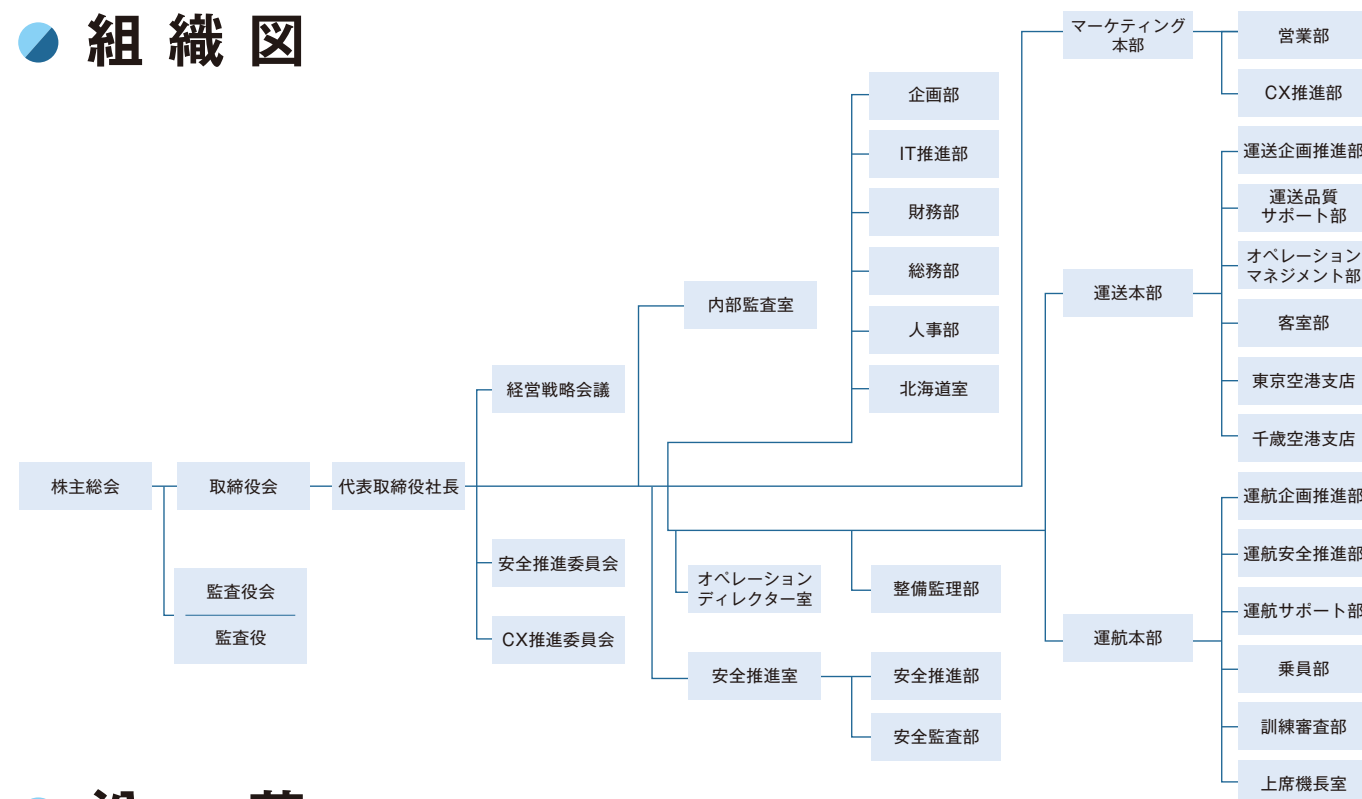 組織図
株主総会
取締役会
監査役会
監査役
代表取締役社長
経営戦略会議
安全推進委員会
CX推進委員会
内部監査室
企画部
IT推進部
財務部
総務部
人事部
北海道室
オペレーション
ディレクター室
整備監理部
安全推進室
安全推進部
安全監査部
マーケティング
本部
営業部
CX推進部
運送本部
運送企画推進部
運送品質
サポート部
オペレーション
マネジメント部
客室部
東京空港支店
千歳空港支店
運航本部
運航企画推進部
運航安全推進部
運航サポート部
乗員部
訓練審査部
上席機長室